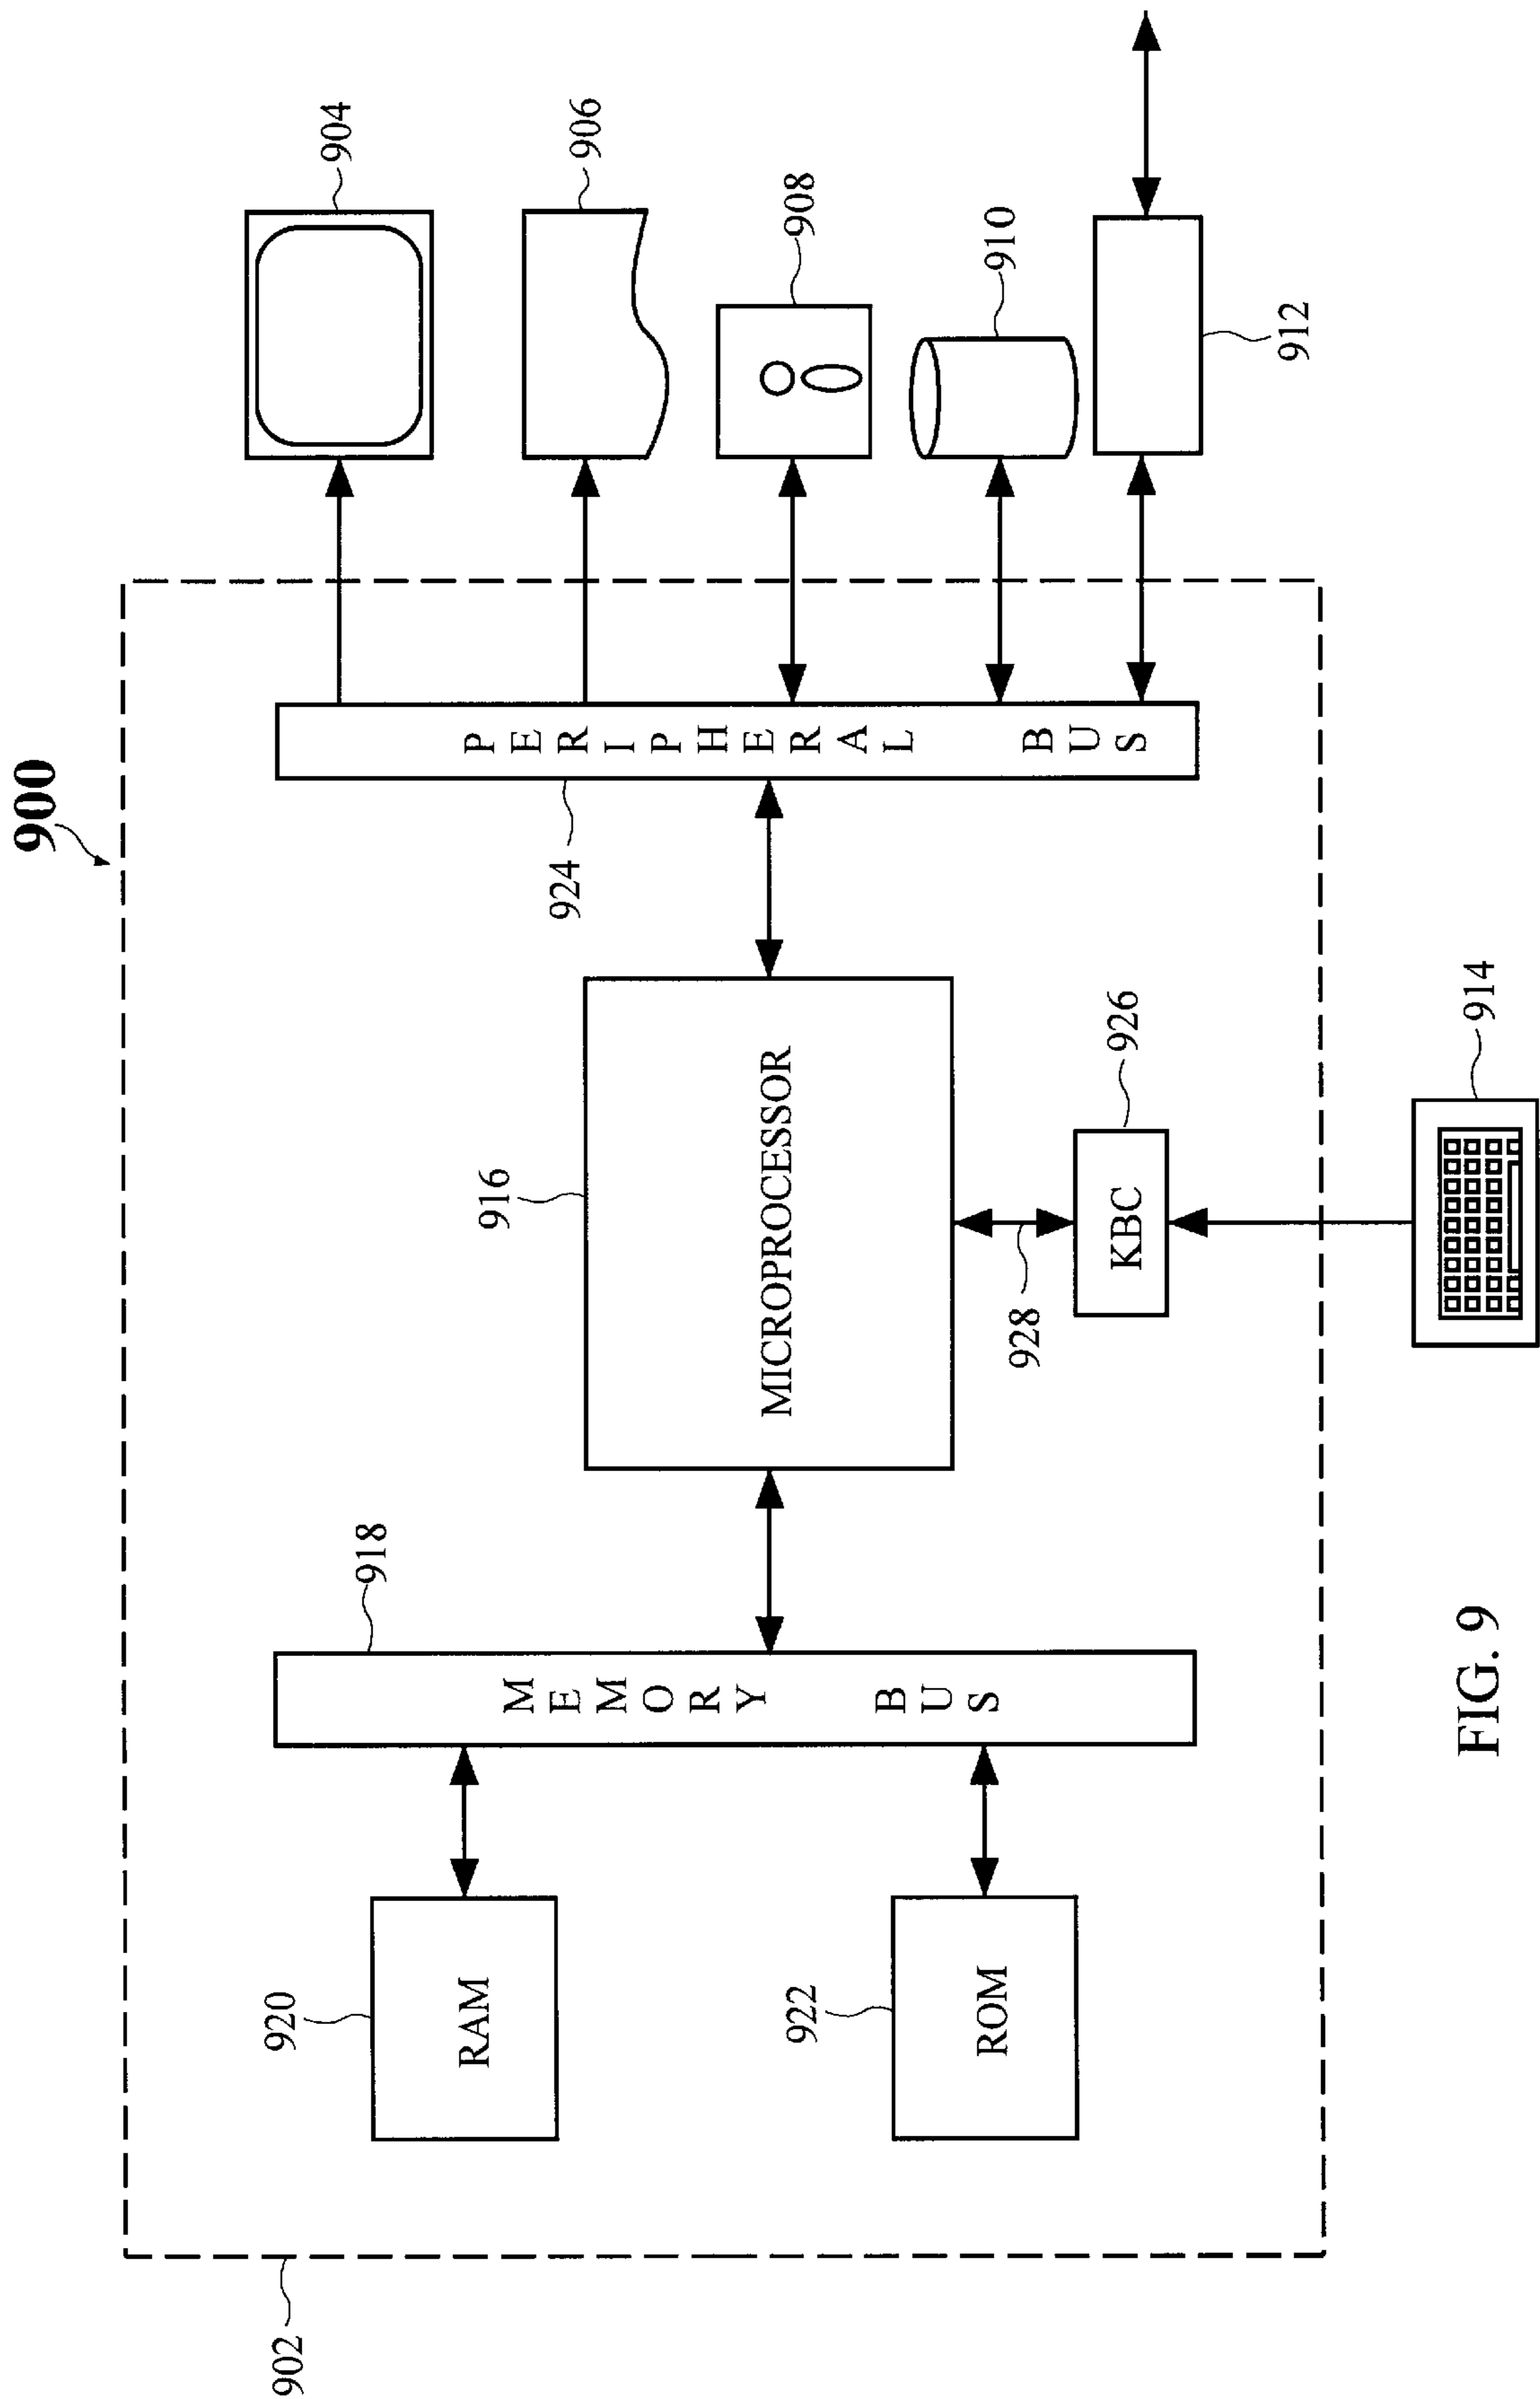 900
902
920
RAM
922
ROM
918
MEMORY BUS
916
MICROPROCESSOR
928
KBC
926
914
924
PERIPHERAL BUS
904
906
908
910
912
FIG. 9